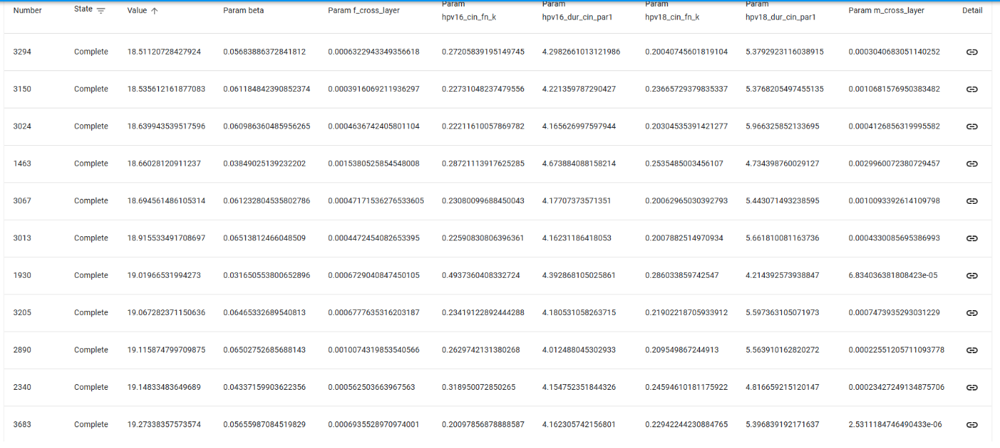 Number State Value Param beta Param f_cross_layer Param hpv16_cin_fn_k Param hpv16_dur_cin_par1 Param hpv18_cin_fn_k Param hpv18_dur_cin_par1 Param m_cross_layer Detail
3294 Complete 18.51120728427924 0.05683886372841812 0.0006322943349356618 0.27205839195149745 4.2982661013121986 0.20040745601819104 5.3792923116038915 0.0003040683051140252
3150 Complete 18.535612161877083 0.061184842390852374 0.0003916069211936297 0.22731048237479556 4.221359787290427 0.23665729379835337 5.3768205497455135 0.0010681576950383482
3024 Complete 18.639943539517596 0.060986360485956265 0.0004636742405801104 0.22211610057869782 4.165626997597944 0.20304535391421277 5.966325852133695 0.0004126856319995582
1463 Complete 18.66028120911237 0.03849025139232202 0.0015380525854548008 0.28721113917625285 4.673884088158214 0.2535485003456107 4.734398760029127 0.0029960072380729457
3067 Complete 18.694561486105314 0.061232804535802786 0.00047171536276533605 0.23080099688450043 4.17707373571351 0.20062965030392793 5.443071493238595 0.0010093392614109798
3013 Complete 18.915533491708697 0.06513812466048509 0.0004472454082653395 0.22590830806396361 4.16231186418053 0.2007882514970934 5.661810081163736 0.0004330085695386993
1930 Complete 19.01966531994273 0.031650553800652896 0.0006729040847450105 0.4937360408332724 4.392868105025861 0.286033859742547 4.214392573938847 6.834036381808423e-05
3205 Complete 19.067282371150636 0.06465332689540813 0.0006777635316203187 0.23419122892444288 4.180531058263715 0.21902218705933912 5.597363105071973 0.0007473935293031229
2890 Complete 19.115874799709875 0.06502752685688143 0.0010074319853540566 0.2629742131380268 4.012488045302933 0.209549867244913 5.563910162820272 0.00022551205711093778
2340 Complete 19.14833483649689 0.04337159903622356 0.000562503663967563 0.318950072850265 4.154752351844326 0.24594610181175922 4.816659215120147 0.00023427249134875706
3683 Complete 19.27338357573574 0.05655987084519829 0.0006935528970974001 0.20097856878888587 4.162305742156801 0.22942244230884765 5.396839192171637 2.5311184746490433e-06